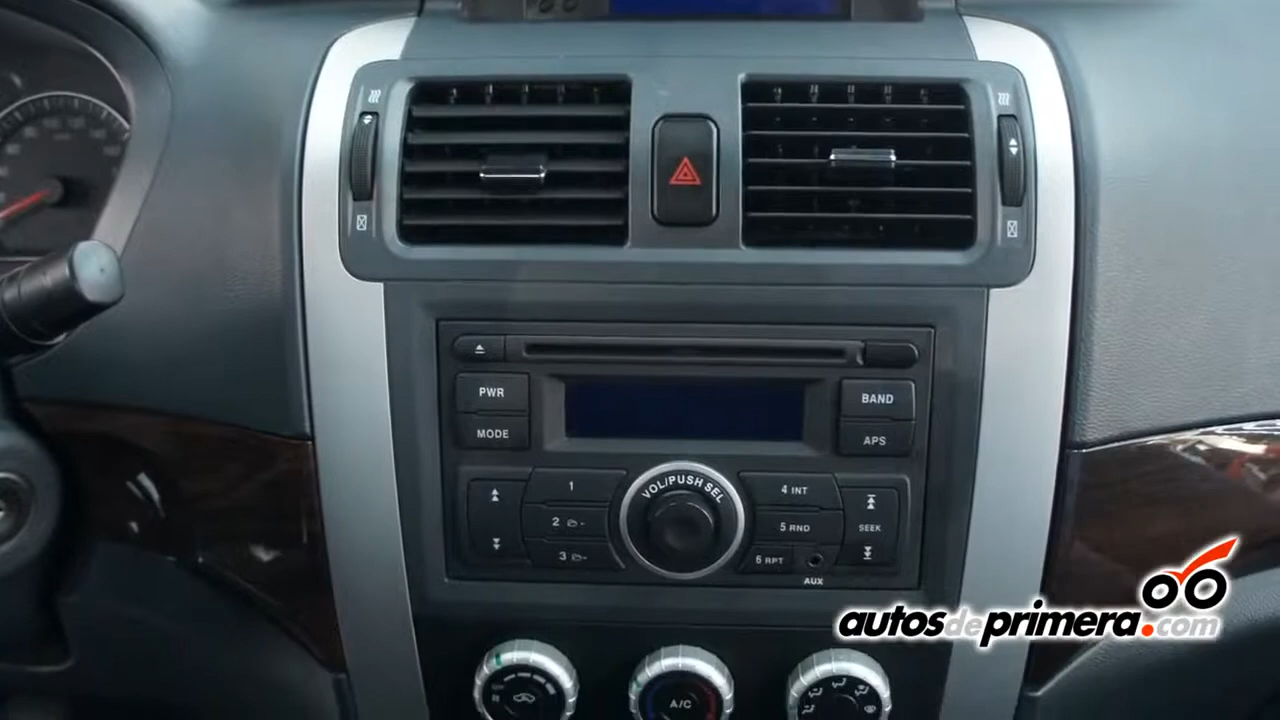 PWR
BAND
MODE
APS
VOL/PUSH SEL
1
4 INT
2
5 RND
SEEK
3
6 RPT
AUX
autosdeprimera.com
A/C